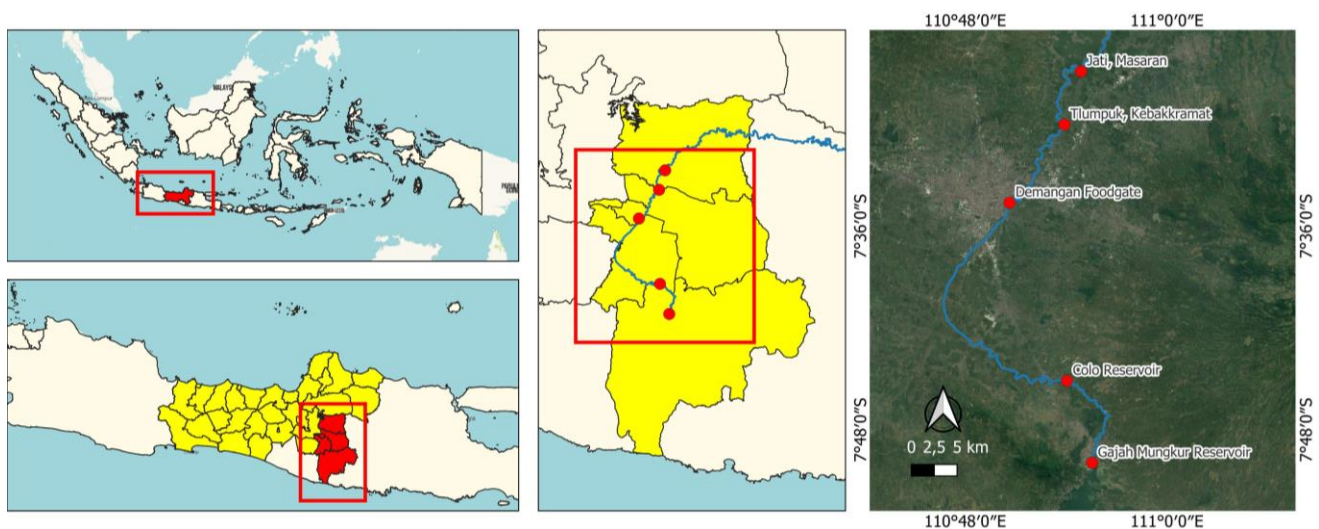 MALAYS
110°48'0"E
111°0'0"E
Jati, Masaran
Tlumpuk, Kebakkramat
Demangan Foodgate
7°36'0"S
7°36'0"S
Colo Reservoir
0 2,5 5 km
7°48'0"S
7°48'0"S
Gajah Mungkur Reservoir
110°48'0"E
111°0'0"E